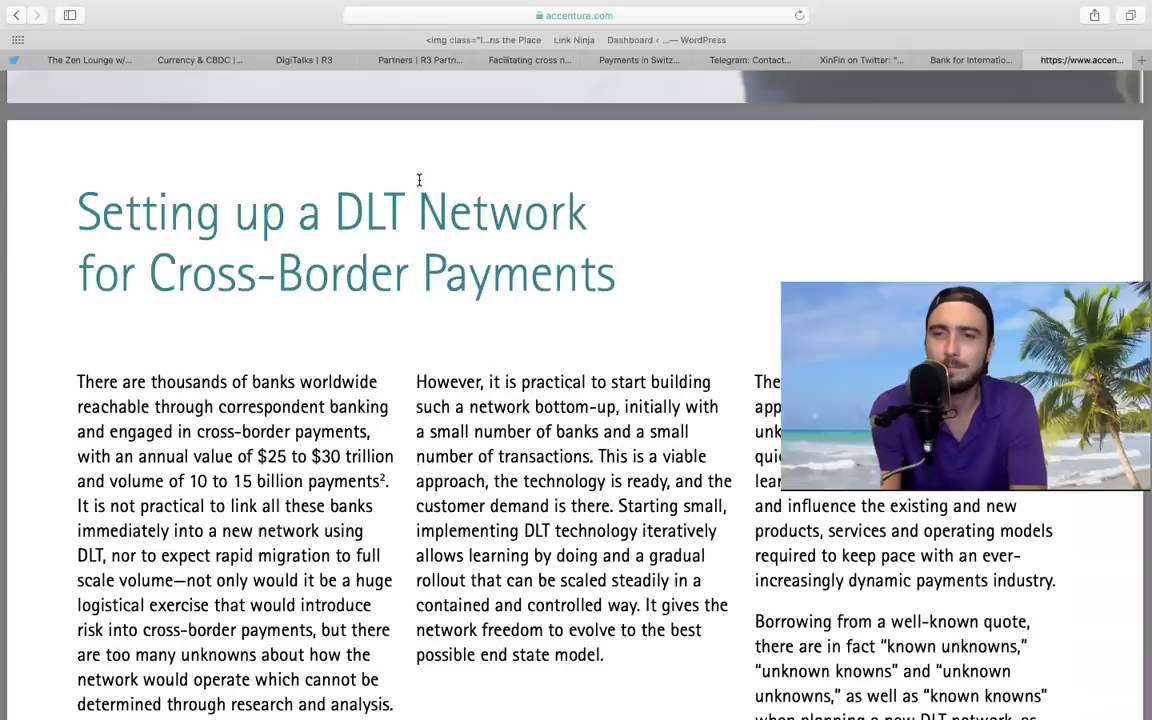 accenture.com
<img class="l...ns the Place
Link Ninja
Dashboard ‹ ...— WordPress
The Zen Lounge w/...
Currency & CBDC |...
DigiTalks | R3
Partners | R3 Partn...
Facilitating cross n...
Payments in Switz...
Telegram: Contact...
XinFin on Twitter: "...
Bank for Internatio...
https://www.accen...
Setting up a DLT Network
for Cross-Border Payments
There are thousands of banks worldwide
reachable through correspondent banking
and engaged in cross-border payments,
with an annual value of $25 to $30 trillion
and volume of 10 to 15 billion payments².
It is not practical to link all these banks
immediately into a new network using
DLT, nor to expect rapid migration to full
scale volume—not only would it be a huge
logistical exercise that would introduce
risk into cross-border payments, but there
are too many unknowns about how the
network would operate which cannot be
determined through research and analysis.
However, it is practical to start building
such a network bottom-up, initially with
a small number of banks and a small
number of transactions. This is a viable
approach, the technology is ready, and the
customer demand is there. Starting small,
implementing DLT technology iteratively
allows learning by doing and a gradual
rollout that can be scaled steadily in a
contained and controlled way. It gives the
network freedom to evolve to the best
possible end state model.
and influence the existing and new
products, services and operating models
required to keep pace with an ever-
increasingly dynamic payments industry.
Borrowing from a well-known quote,
there are in fact “known unknowns,”
“unknown knowns” and “unknown
unknowns,” as well as “known knowns”
when planning a new DLT network, as